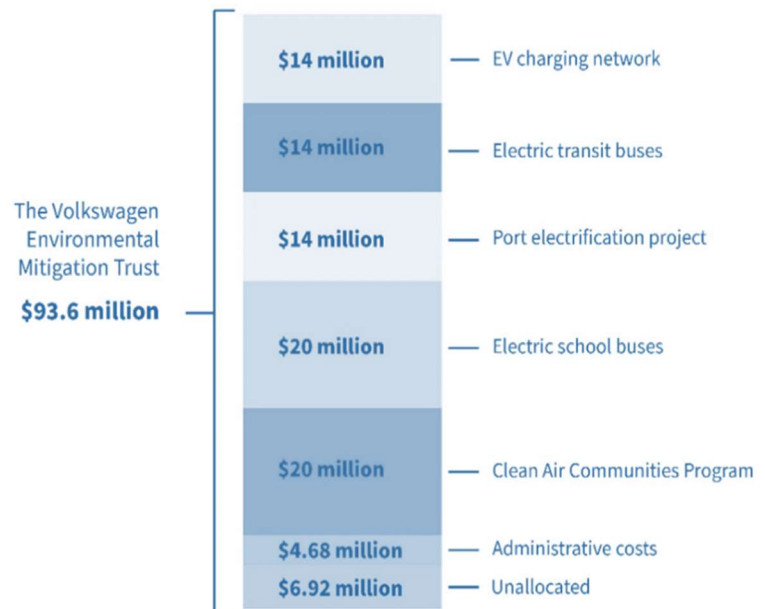 $14 million
EV charging network
$14 million
Electric transit buses
The Volkswagen
Environmental
Mitigation Trust
$93.6 million
$14 million
Port electrification project
$20 million
Electric school buses
$20 million
Clean Air Communities Program
$4.68 million
Administrative costs
$6.92 million
Unallocated